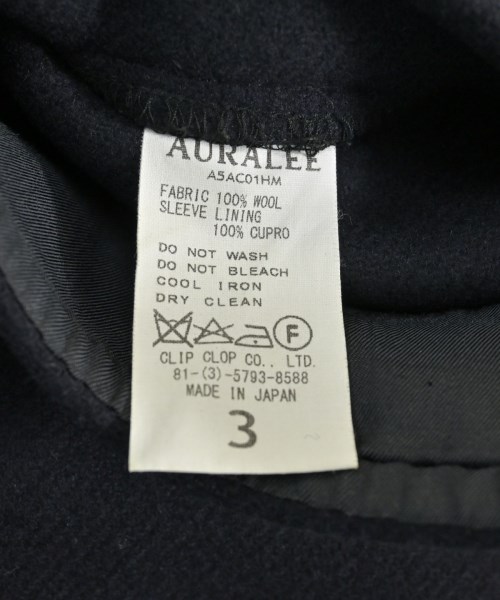 AURALEE
A5AC01HM
FABRIC 100% WOOL
SLEEVE LINING
100% CUPRO
DO NOT WASH
DO NOT BLEACH
COOL IRON
DRY CLEAN
F
CLIP CLOP CO., LTD.
81-(3)-5793-8588
MADE IN JAPAN
3